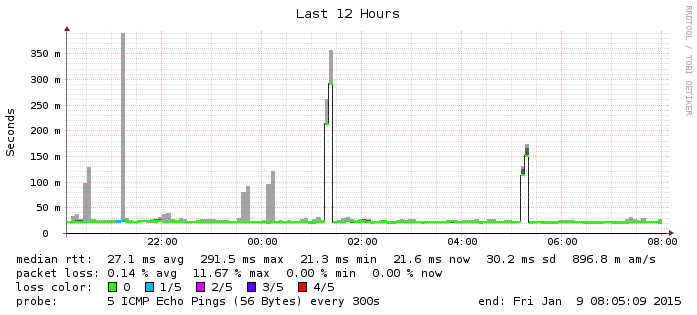 Last 12 Hours
RRDTOOL / TOBI OETIKER
Seconds
350 m
300 m
250 m
200 m
150 m
100 m
50 m
0
22:00 00:00 02:00 04:00 06:00 08:00
median rtt: 27.1 ms avg 291.5 ms max 21.3 ms min 21.6 ms now 30.2 ms sd 896.8 m am/s
packet loss: 0.14 % avg 11.67 % max 0.00 % min 0.00 % now
loss color: 0 1/5 2/5 3/5 4/5
probe: 5 ICMP Echo Pings (56 Bytes) every 300s end: Fri Jan 9 08:05:09 2015